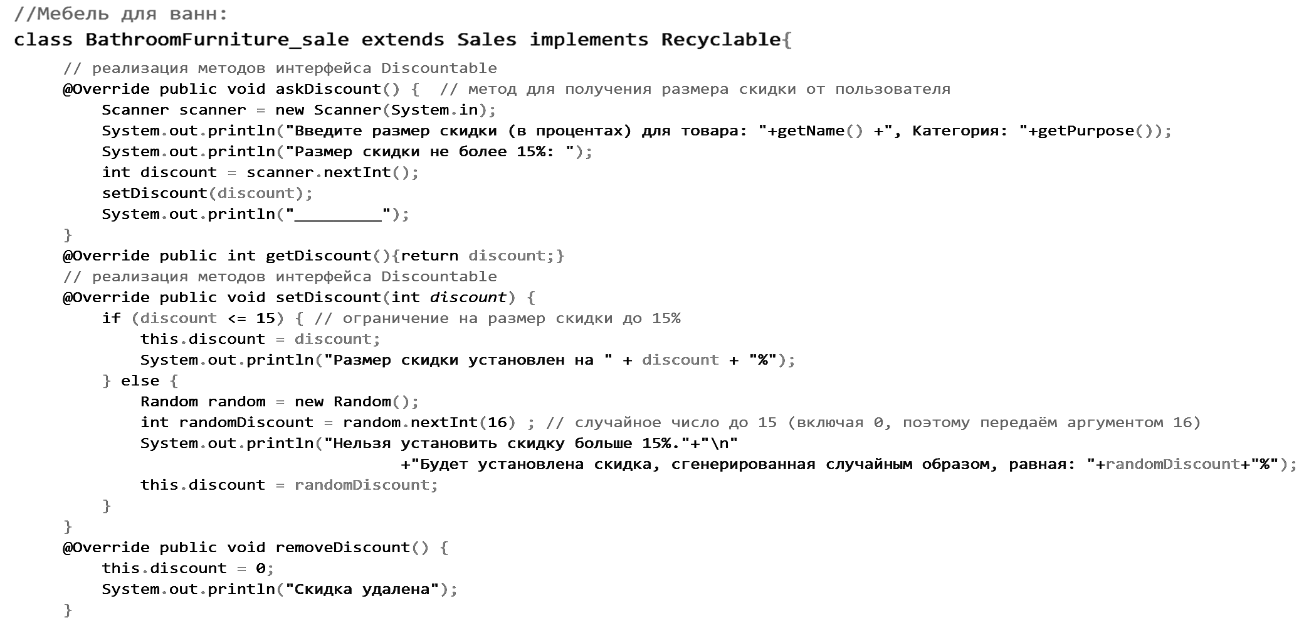 //Мебель для ванн:
class BathroomFurniture_sale extends Sales implements Recyclable{
// реализация методов интерфейса Discountable
@Override public void askDiscount() {  // метод для получения размера скидки от пользователя
Scanner scanner = new Scanner(System.in);
System.out.println("Введите размер скидки (в процентах) для товара: "+getName() +", Категория: "+getPurpose());
System.out.println("Размер скидки не более 15%: ");
int discount = scanner.nextInt();
setDiscount(discount);
System.out.println("_________");
}
@Override public int getDiscount(){return discount;}
// реализация методов интерфейса Discountable
@Override public void setDiscount(int discount) {
if (discount <= 15) { // ограничение на размер скидки до 15%
this.discount = discount;
System.out.println("Размер скидки установлен на " + discount + "%");
} else {
Random random = new Random();
int randomDiscount = random.nextInt(16) ; // случайное число до 15 (включая 0, поэтому передаём аргументом 16)
System.out.println("Нельзя установить скидку больше 15%."+"\n"
+"Будет установлена скидка, сгенерированная случайным образом, равная: "+randomDiscount+"%");
this.discount = randomDiscount;
}
}
@Override public void removeDiscount() {
this.discount = 0;
System.out.println("Скидка удалена");
}